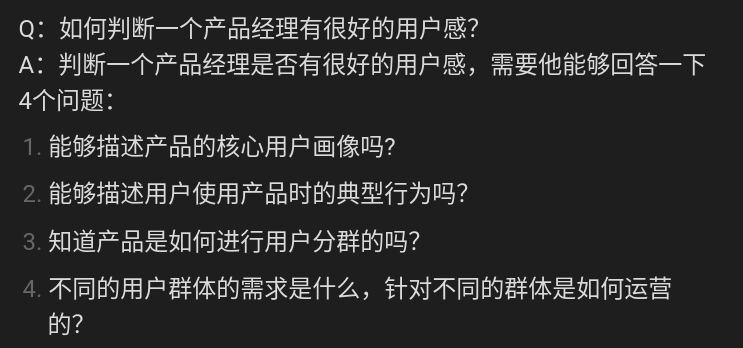 Q：如何判断一个产品经理有很好的用户感？
A：判断一个产品经理是否有很好的用户感，需要他能够回答一下
4个问题：
1. 能够描述产品的核心用户画像吗?
2. 能够描述用户使用产品时的典型行为吗？
3. 知道产品是如何进行用户分群的吗？
4. 不同的用户群体的需求是什么，针对不同的群体是如何运营
的？